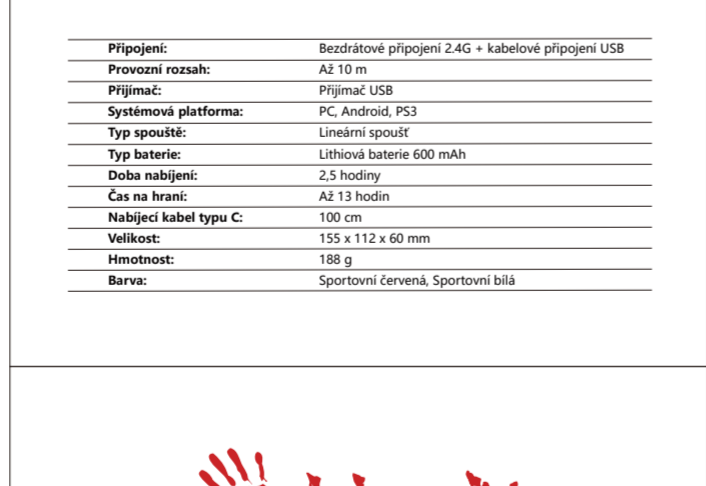 Připojení: Bezdrátové připojení 2.4G + kabelové připojení USB
Provozní rozsah: Až 10 m
Přijímač: Přijímač USB
Systémová platforma: PC, Android, PS3
Typ spouště: Lineární spoušť
Typ baterie: Lithiová baterie 600 mAh
Doba nabíjení: 2,5 hodiny
Čas na hraní: Až 13 hodin
Nabíjecí kabel typu C: 100 cm
Velikost: 155 x 112 x 60 mm
Hmotnost: 188 g
Barva: Sportovní červená, Sportovní bílá